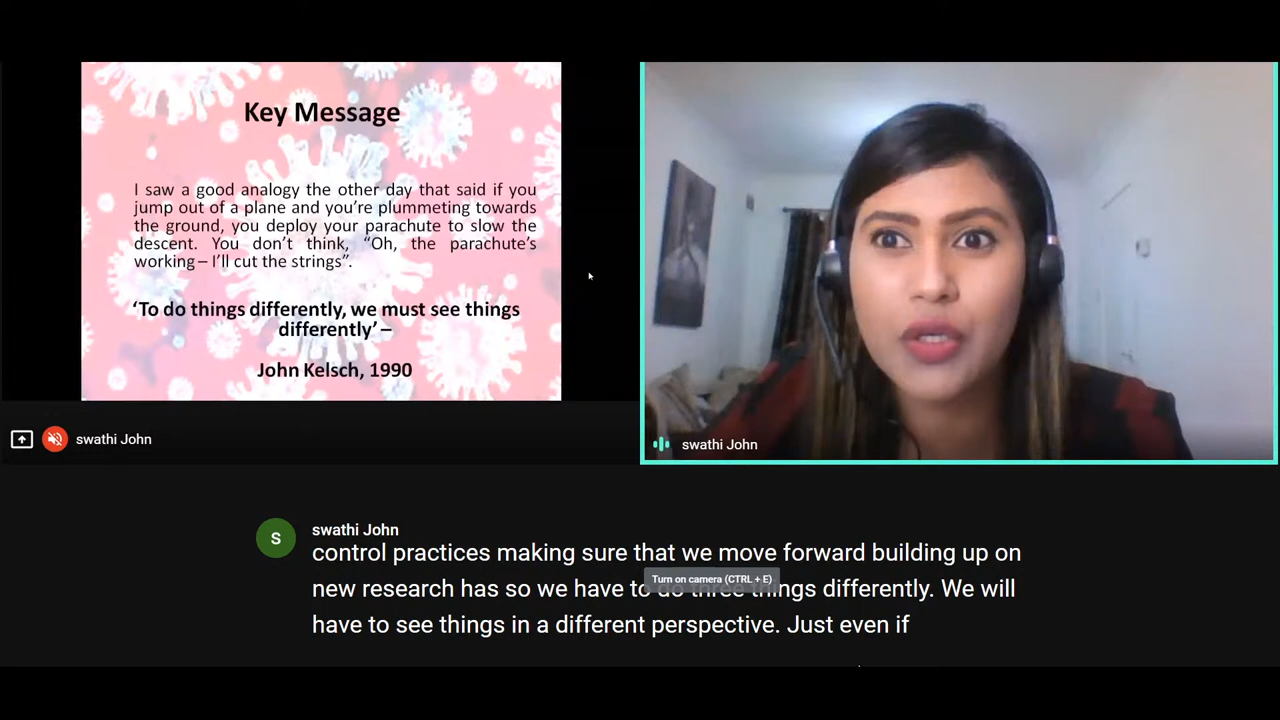 Key Message
I saw a good analogy the other day that said if you
jump out of a plane and you’re plummeting towards
the ground, you deploy your parachute to slow the
descent. You don’t think, “Oh, the parachute’s
working – I’ll cut the strings”.
‘To do things differently, we must see things
differently’ –
John Kelsch, 1990
swathi John
swathi John
S
swathi John
control practices making sure that we move forward building up on
Turn on camera (CTRL + E)
new research has so we have to do three things differently. We will
have to see things in a different perspective. Just even if